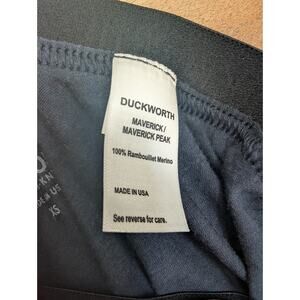 DUCKWORTH
MAVERICK/
MAVERICK PEAK
100% Rambouillet Merino
MADE IN USA
See reverse for care.
XS